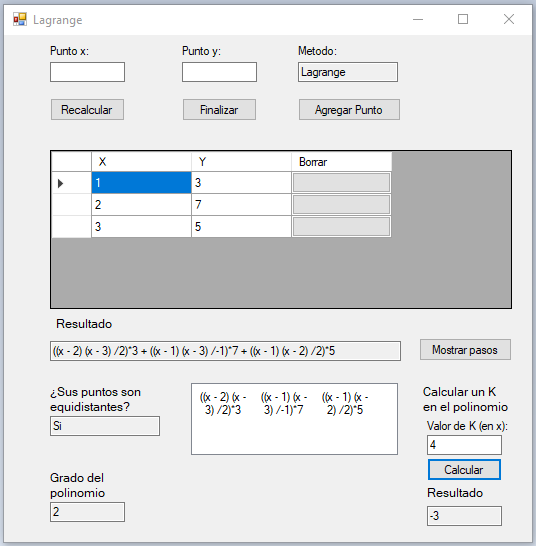 Lagrange
Punto x:
Punto y:
Metodo:
Lagrange
Recalcular
Finalizar
Agregar Punto
X Y Borrar
1 3
2 7
3 5
Resultado
((x - 2) (x - 3) /2)*3 + ((x - 1) (x - 3) /-1)*7 + ((x - 1) (x - 2) /2)*5
Mostrar pasos
¿Sus puntos son
equidistantes?
Si
((x - 2) (x - ((x - 1) (x - ((x - 1) (x -
3) /2)*3 3) /-1)*7 2) /2)*5
Calcular un K
en el polinomio
Valor de K (en x):
4
Calcular
Grado del
polinomio
2
Resultado
-3